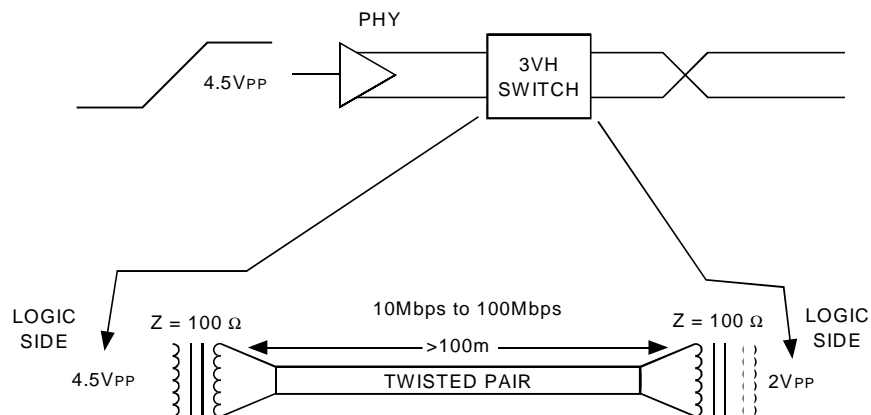 PHY
4.5VPP
3VH
SWITCH
10Mbps to 100Mbps
LOGIC
SIDE
Z = 100 Ω
Z = 100 Ω
LOGIC
SIDE
>100m
4.5VPP
TWISTED PAIR
2VPP